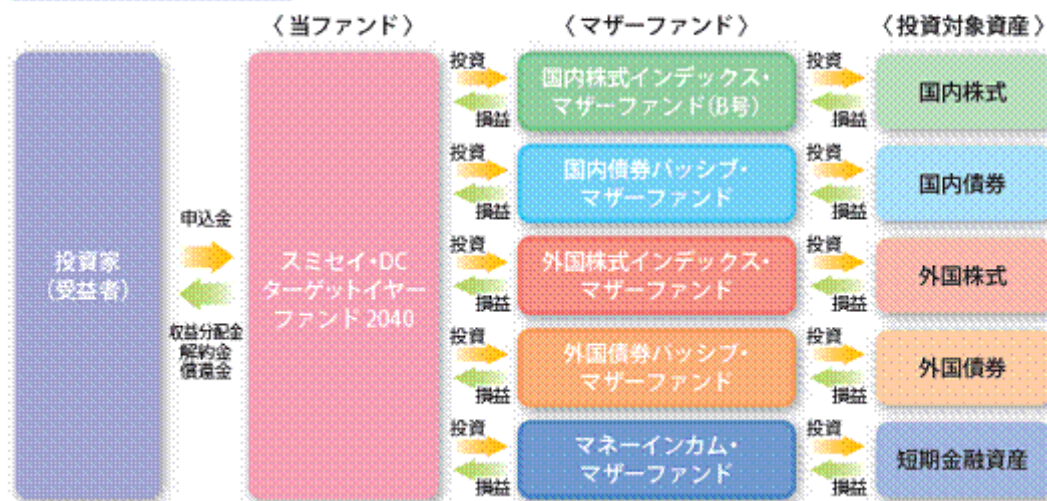 〈当ファンド〉
〈マザーファンド〉
〈投資対象資産〉
投資家
(受益者)
申込金
収益分配金
解約金
償還金
スミセイ・DC
ターゲットイヤー
ファンド 2040
投資
損益
国内株式インデックス・
マザーファンド(B号)
投資
損益
国内株式
投資
損益
国内債券パッシブ・
マザーファンド
投資
損益
国内債券
投資
損益
外国株式インデックス・
マザーファンド
投資
損益
外国株式
投資
損益
外国債券パッシブ・
マザーファンド
投資
損益
外国債券
投資
損益
マネーインカム・
マザーファンド
投資
損益
短期金融資産